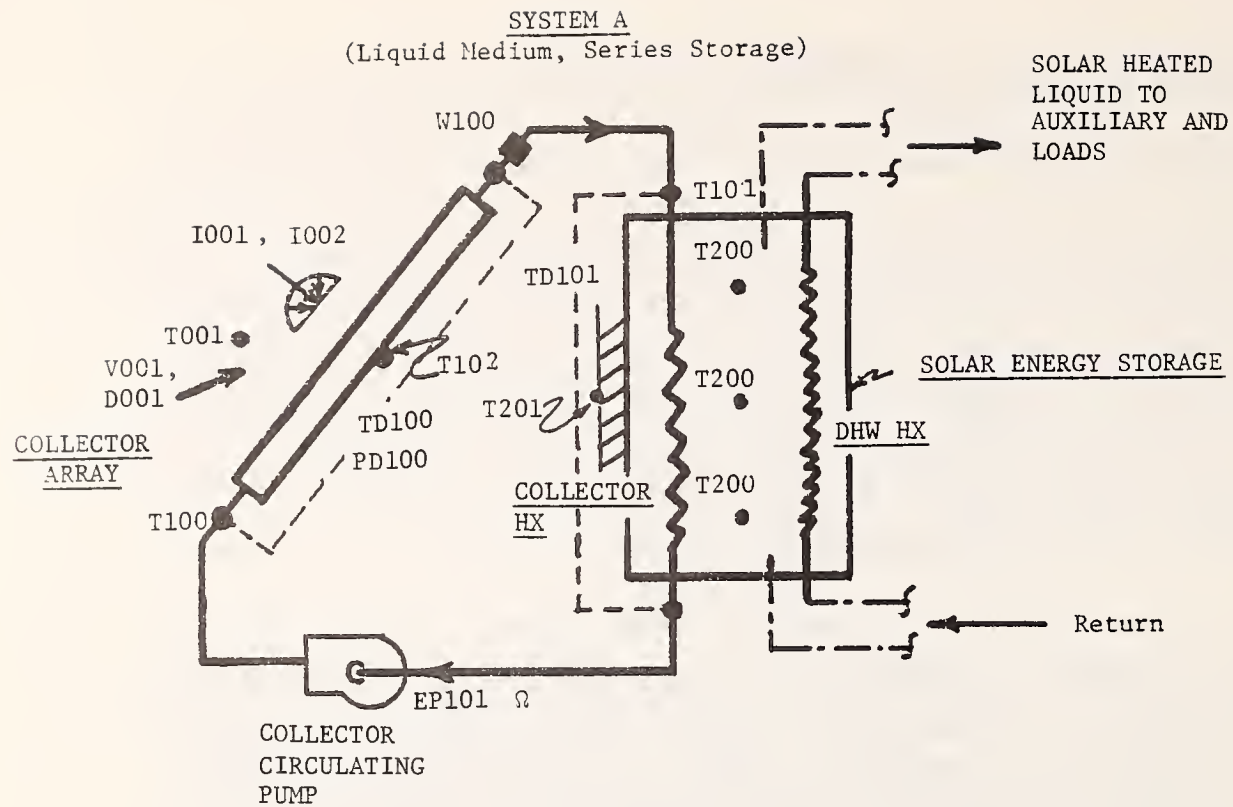 SYSTEM A
(Liquid Medium, Series Storage)
SOLAR HEATED
LIQUID TO
AUXILIARY AND
LOADS
W100
T101
I001, I002
T200
TD101
T001
V001,
D001
T102
T200
T201
SOLAR ENERGY STORAGE
TD100
PD100
DHW HX
COLLECTOR
ARRAY
T200
COLLECTOR
HX
T100
Return
EP101 Ω
COLLECTOR
CIRCULATING
PUMP